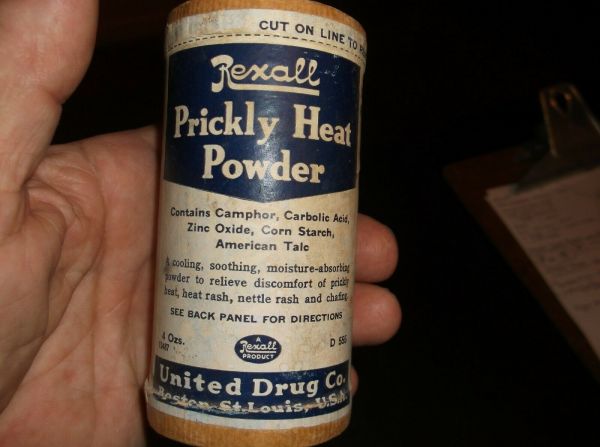 CUT ON LINE TO
Rexall
Prickly Heat
Powder
Contains Camphor, Carbolic Acid,
Zinc Oxide, Corn Starch,
American Talc
A cooling, soothing, moisture-absorbing
powder to relieve discomfort of prickly
heat, heat rash, nettle rash and chafing.
SEE BACK PANEL FOR DIRECTIONS
4 Ozs.
A
Rexall
PRODUCT
D 555
United Drug Co.
Boston St. Louis, U.S.A.